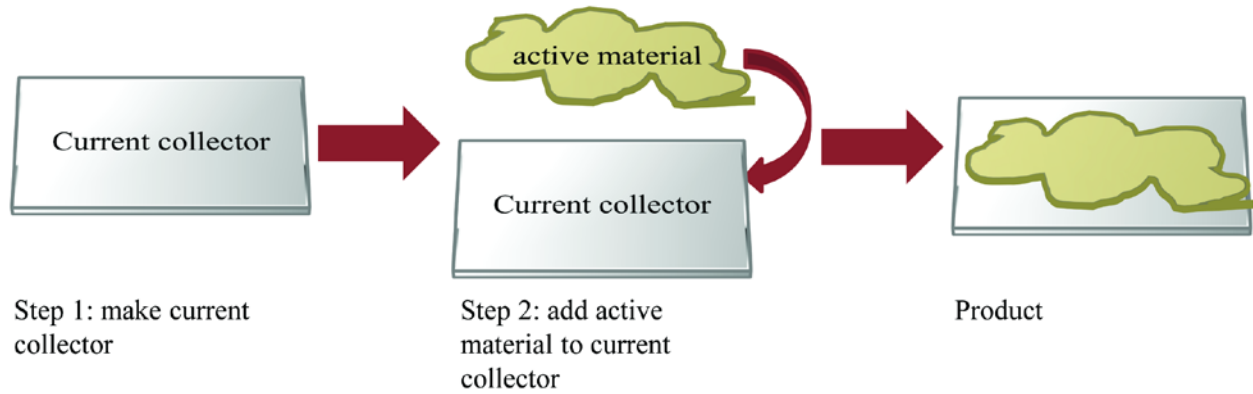 active material
Current collector
Current collector
Step 1: make current
collector
Step 2: add active
material to current
collector
Product